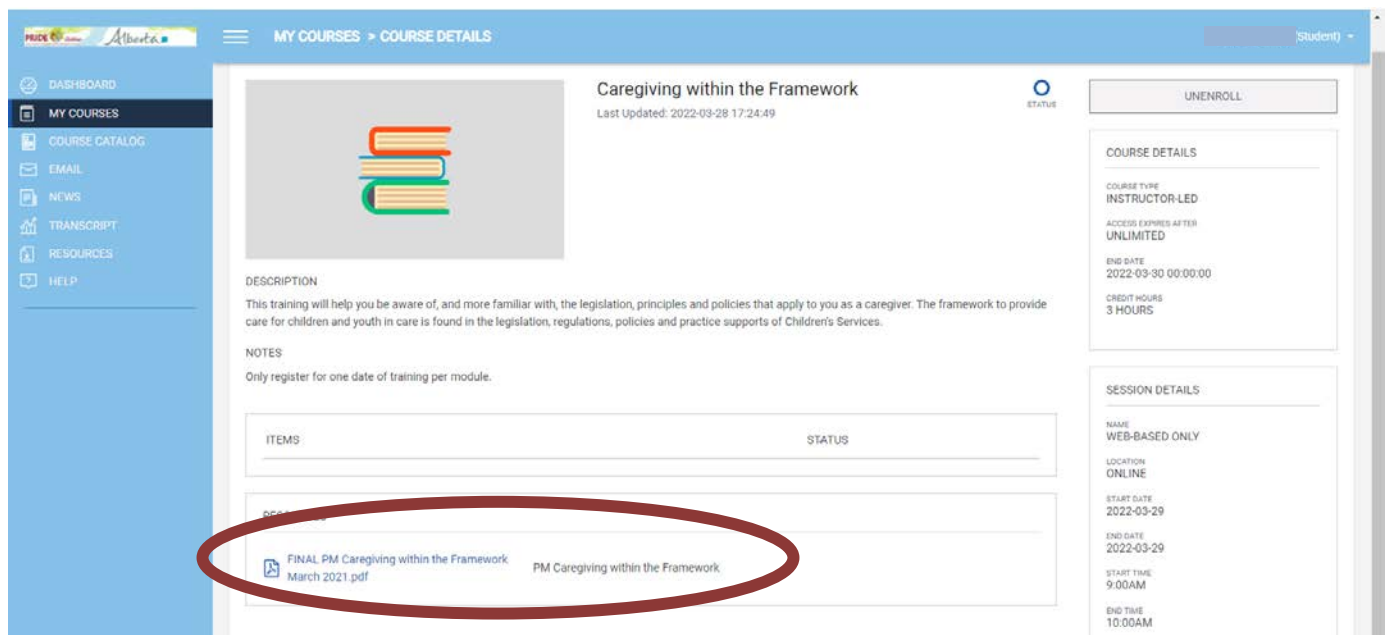 PRIDE
Alberta
MY COURSES > COURSE DETAILS
Student)
DASHBOARD
MY COURSES
COURSE CATALOG
EMAIL
NEWS
TRANSCRIPT
RESOURCES
HELP
Caregiving within the Framework
Last Updated: 2022-03-28 17:24:49
STATUS
DESCRIPTION
This training will help you be aware of, and more familiar with, the legislation, principles and policies that apply to you as a caregiver. The framework to provide
care for children and youth in care is found in the legislation, regulations, policies and practice supports of Children's Services.
NOTES
Only register for one date of training per module.
ITEMS STATUS
FINAL PM Caregiving within the Framework
March 2021.pdf
PM Caregiving within the Framework
UNENROLL
COURSE DETAILS
COURSE TYPE
INSTRUCTOR-LED
ACCESS EXPIRES AFTER
UNLIMITED
END DATE
2022-03-30 00:00:00
CREDIT HOURS
3 HOURS
SESSION DETAILS
NAME
WEB-BASED ONLY
LOCATION
ONLINE
START DATE
2022-03-29
END DATE
2022-03-29
START TIME
9:00AM
END TIME
10:00AM